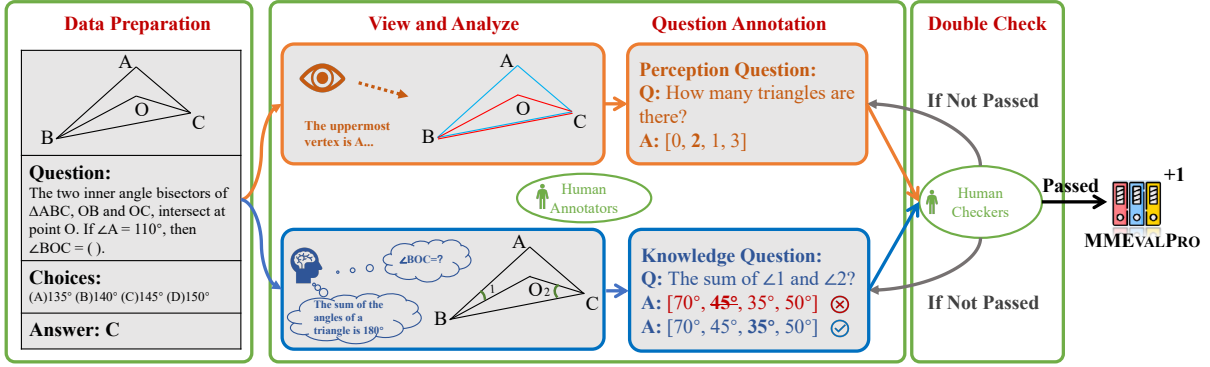 Data Preparation
A
O
B
C
Question:
The two inner angle bisectors of
ΔABC, OB and OC, intersect at
point O. If ∠A = 110°, then
∠BOC = ( ).
Choices:
(A)135° (B)140° (C)145° (D)150°
Answer: C
View and Analyze
The uppermost
vertex is A...
A
O
B
C
Human
Annotators
∠BOC=?
The sum of the
angles of a
triangle is 180°
A
1
O
2
B
C
Question Annotation
Perception Question:
Q: How many triangles are
there?
A: [0, 2, 1, 3]
Knowledge Question:
Q: The sum of ∠1 and ∠2?
A: [70°, 45°, 35°, 50°]
A: [70°, 45°, 35°, 50°]
Double Check
If Not Passed
Human
Checkers
If Not Passed
Passed
+1
MMEVALPRO